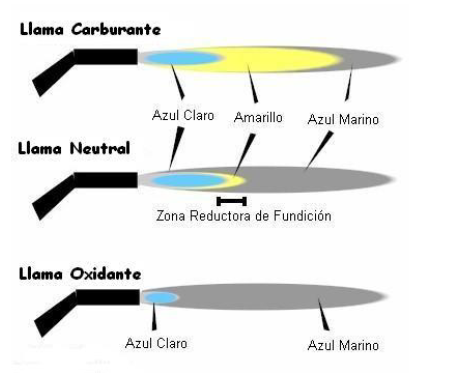 Llama Carburante
Azul Claro
Amarillo
Azul Marino
Llama Neutral
Zona Reductora de Fundición
Llama Oxidante
Azul Claro
Azul Marino